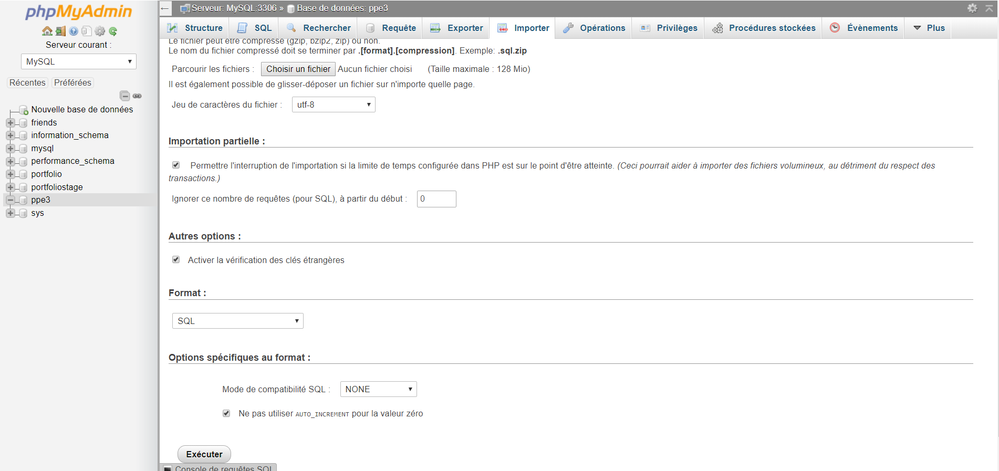 phpMyAdmin
Serveur courant :
MySQL
Récentes
Préférées
Nouvelle base de données
friends
information_schema
mysql
performance_schema
portfolio
portfoliostage
ppe3
sys
Serveur: MySQL:3306 » Base de données: ppe3
Structure SQL Rechercher Requête Exporter Importer Opérations Privilèges Procédures stockées Évènements Plus
Le fichier peut être compressé (gzip, bzip2, zip) ou non.
Le nom du fichier compressé doit se terminer par .[format].[compression]. Exemple: .sql.zip
Parcourir les fichiers : Choisir un fichier Aucun fichier choisi (Taille maximale : 128 Mio)
Il est également possible de glisser-déposer un fichier sur n'importe quelle page.
Jeu de caractères du fichier : utf-8
Importation partielle :
Permettre l'interruption de l'importation si la limite de temps configurée dans PHP est sur le point d'être atteinte. (Ceci pourrait aider à importer des fichiers volumineux, au détriment du respect des
transactions.)
Ignorer ce nombre de requêtes (pour SQL), à partir du début : 0
Autres options :
Activer la vérification des clés étrangères
Format :
SQL
Options spécifiques au format :
Mode de compatibilité SQL : NONE
Ne pas utiliser AUTO_INCREMENT pour la valeur zéro
Exécuter
Console de requêtes SQL